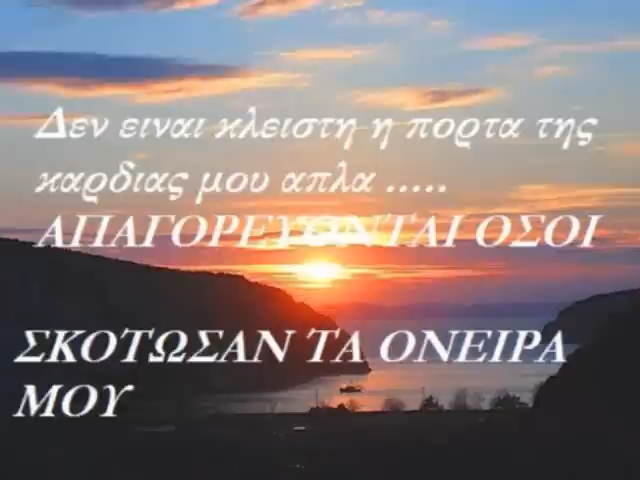 Δεν ειναι κλειστη η πορτα της
καρδιας μου απλα .....
ΑΠΑΓΟΡΕΥΟΝΤΑΙ ΟΣΟΙ
ΣΚΟΤΩΣΑΝ ΤΑ ΟΝΕΙΡΑ
ΜΟΥ